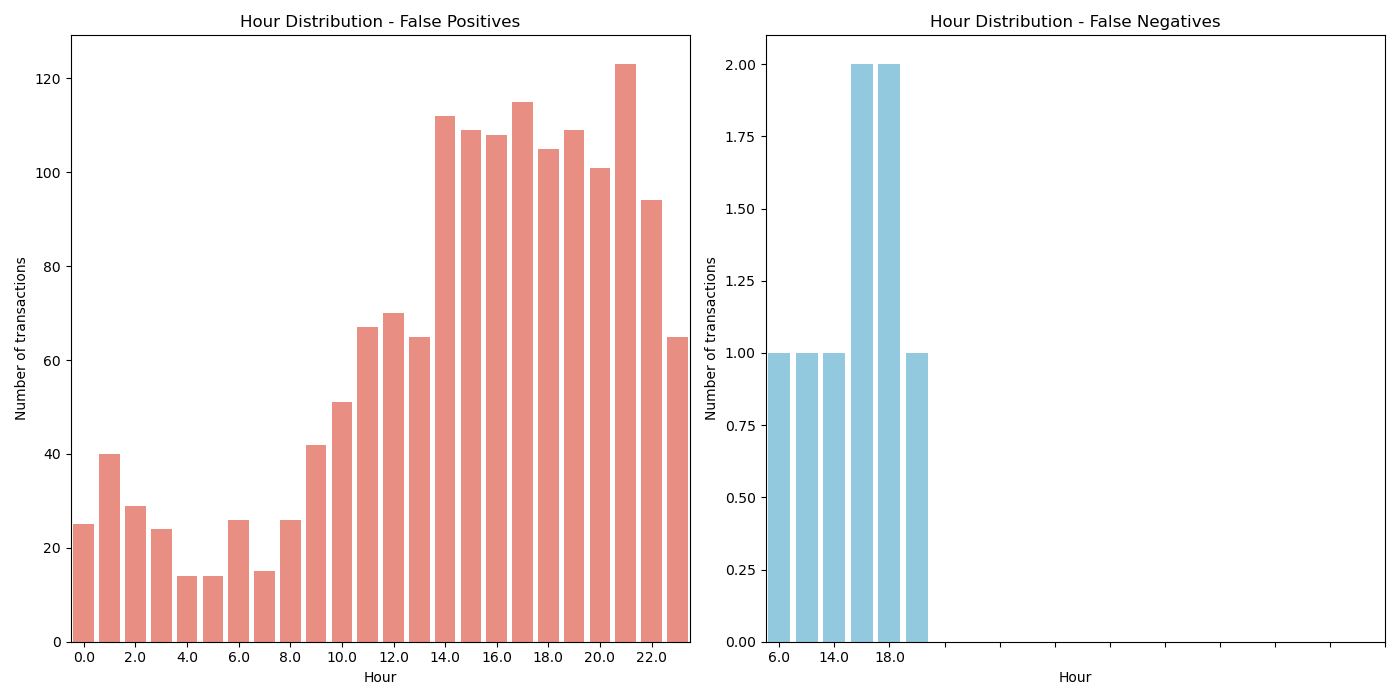 Hour Distribution - False Positives
Number of transactions
120
100
80
60
40
20
0
0.0 2.0 4.0 6.0 8.0 10.0 12.0 14.0 16.0 18.0 20.0 22.0
Hour
Hour Distribution - False Negatives
Number of transactions
2.00
1.75
1.50
1.25
1.00
0.75
0.50
0.25
0.00
6.0 14.0 18.0
Hour